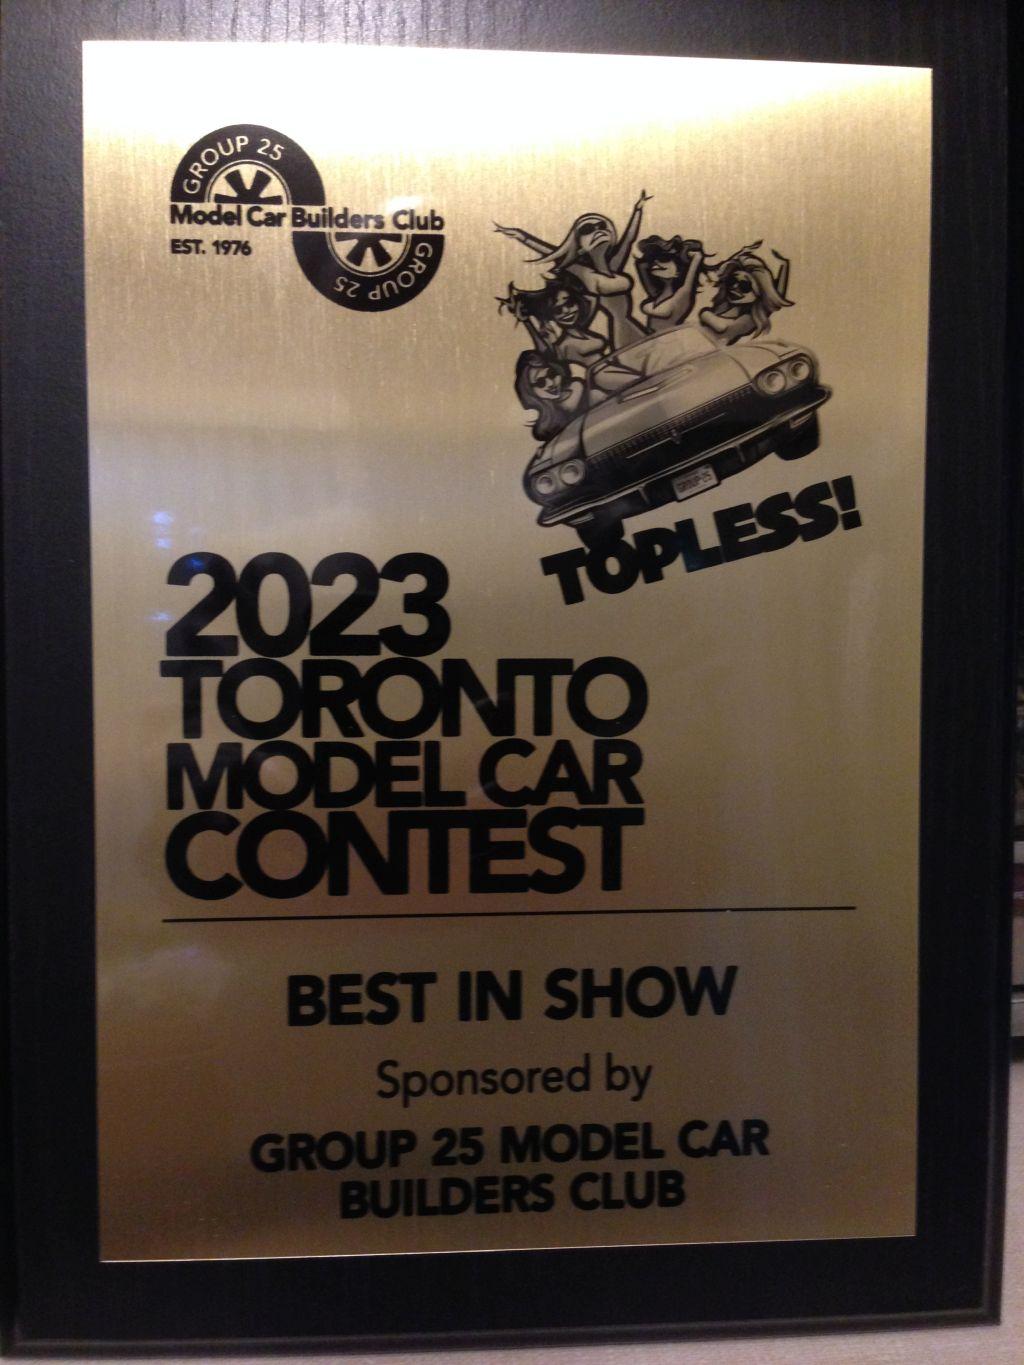 GROUP 25
Model Car Builders Club
EST. 1976
GROUP 25
GROUP-25
TOPLESS!
2023
TORONTO
MODEL CAR
CONTEST
BEST IN SHOW
Sponsored by
GROUP 25 MODEL CAR
BUILDERS CLUB